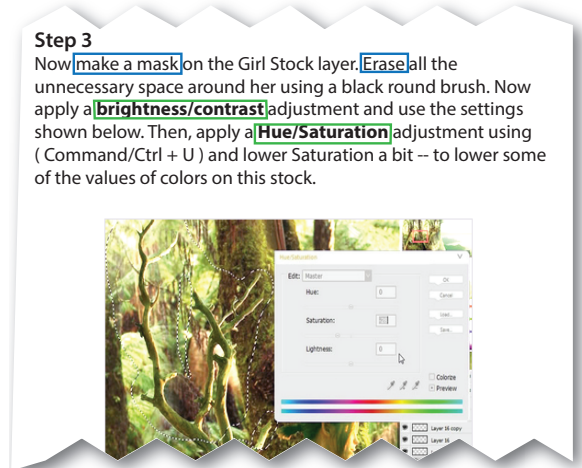 Step 3
Now make a mask on the Girl Stock layer. Erase all the
unnecessary space around her using a black round brush. Now
apply a brightness/contrast adjustment and use the settings
shown below. Then, apply a Hue/Saturation adjustment using
( Command/Ctrl + U ) and lower Saturation a bit -- to lower some
of the values of colors on this stock.
Hue/Saturation
Edit: Master
OK
Hue: 0
Cancel
Load...
Saturation:
Save...
Lightness: 0
Colorize
Preview
Layer 16 copy
Layer 16